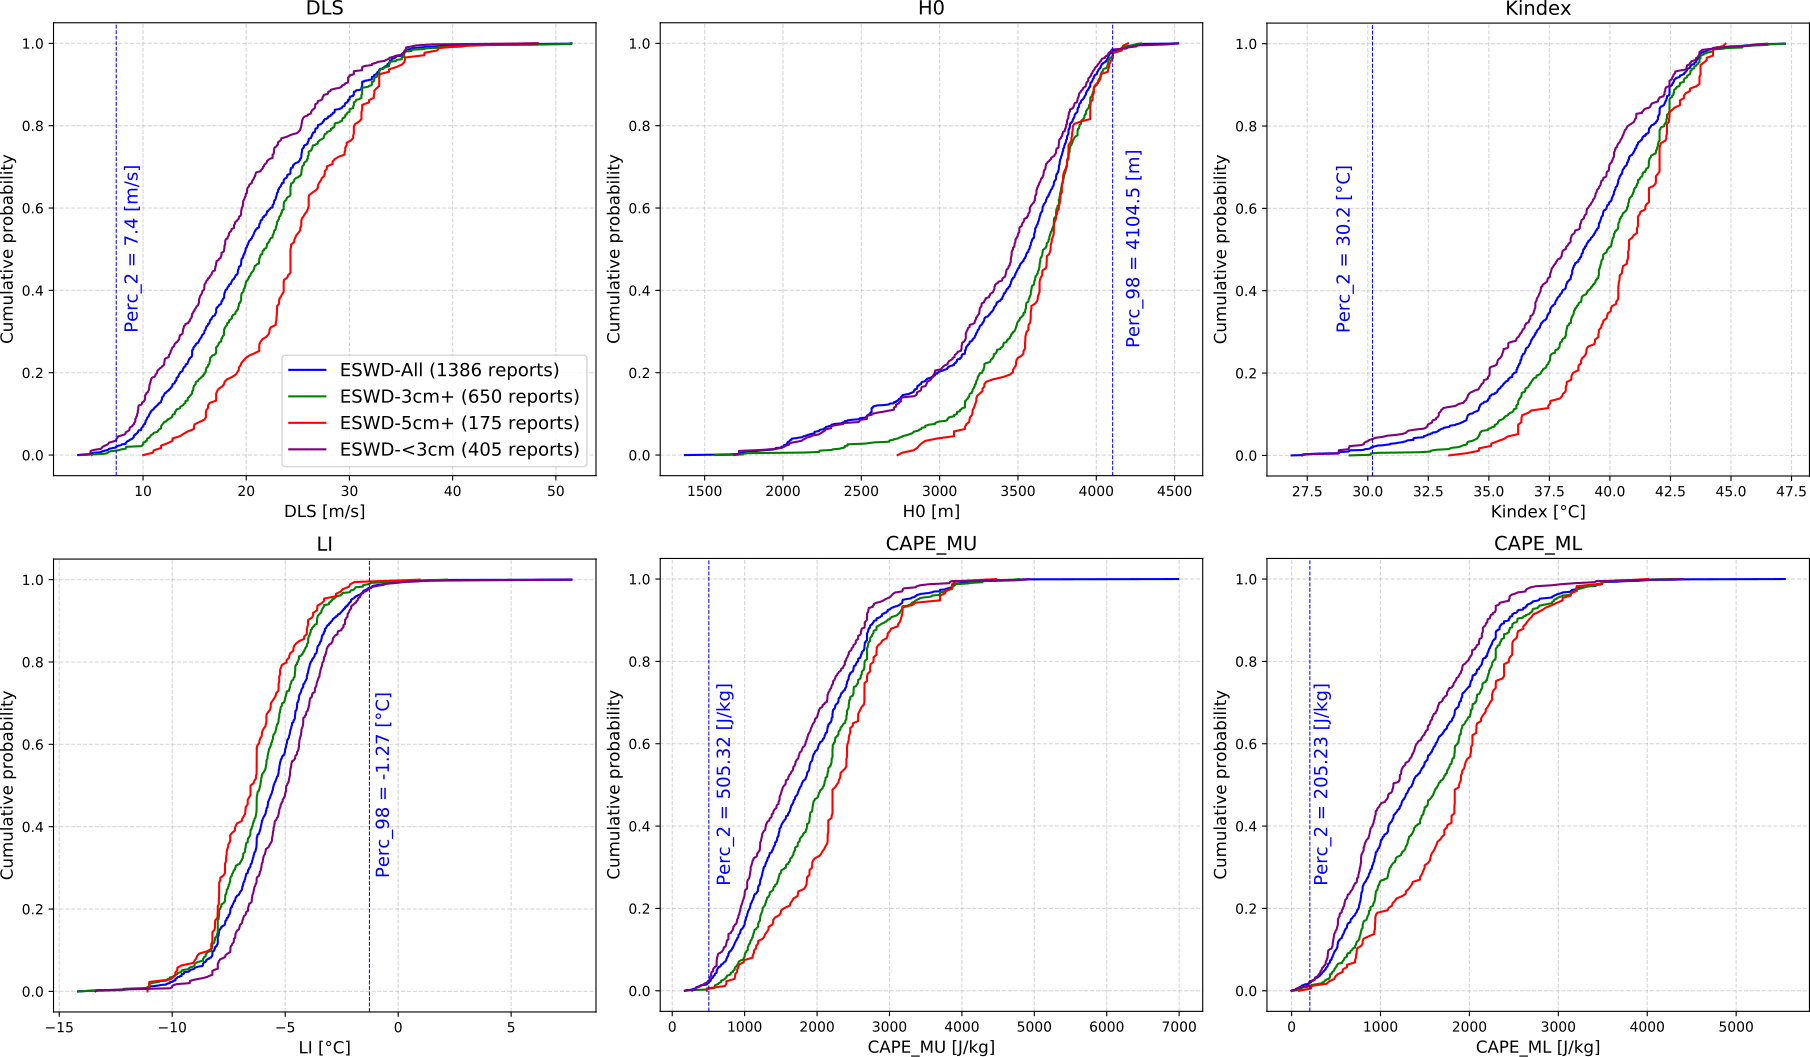 DLS
1.0
0.8
0.6
0.4
0.2
0.0
Cumulative probability
Perc_2 = 7.4 [m/s]
ESWD-All (1386 reports)
ESWD-3cm+ (650 reports)
ESWD-5cm+ (175 reports)
ESWD-<3cm (405 reports)
10 20 30 40 50
DLS [m/s]
H0
1.0
0.8
0.6
0.4
0.2
0.0
Cumulative probability
Perc_98 = 4104.5 [m]
1500 2000 2500 3000 3500 4000 4500
H0 [m]
Kindex
1.0
0.8
0.6
0.4
0.2
0.0
Cumulative probability
Perc_2 = 30.2 [°C]
27.5 30.0 32.5 35.0 37.5 40.0 42.5 45.0 47.5
Kindex [°C]
LI
1.0
0.8
0.6
0.4
0.2
0.0
Cumulative probability
Perc_98 = -1.27 [°C]
−15 −10 −5 0 5
LI [°C]
CAPE_MU
1.0
0.8
0.6
0.4
0.2
0.0
Cumulative probability
Perc_2 = 505.32 [J/kg]
0 1000 2000 3000 4000 5000 6000 7000
CAPE_MU [J/kg]
CAPE_ML
1.0
0.8
0.6
0.4
0.2
0.0
Cumulative probability
Perc_2 = 205.23 [J/kg]
0 1000 2000 3000 4000 5000
CAPE_ML [J/kg]